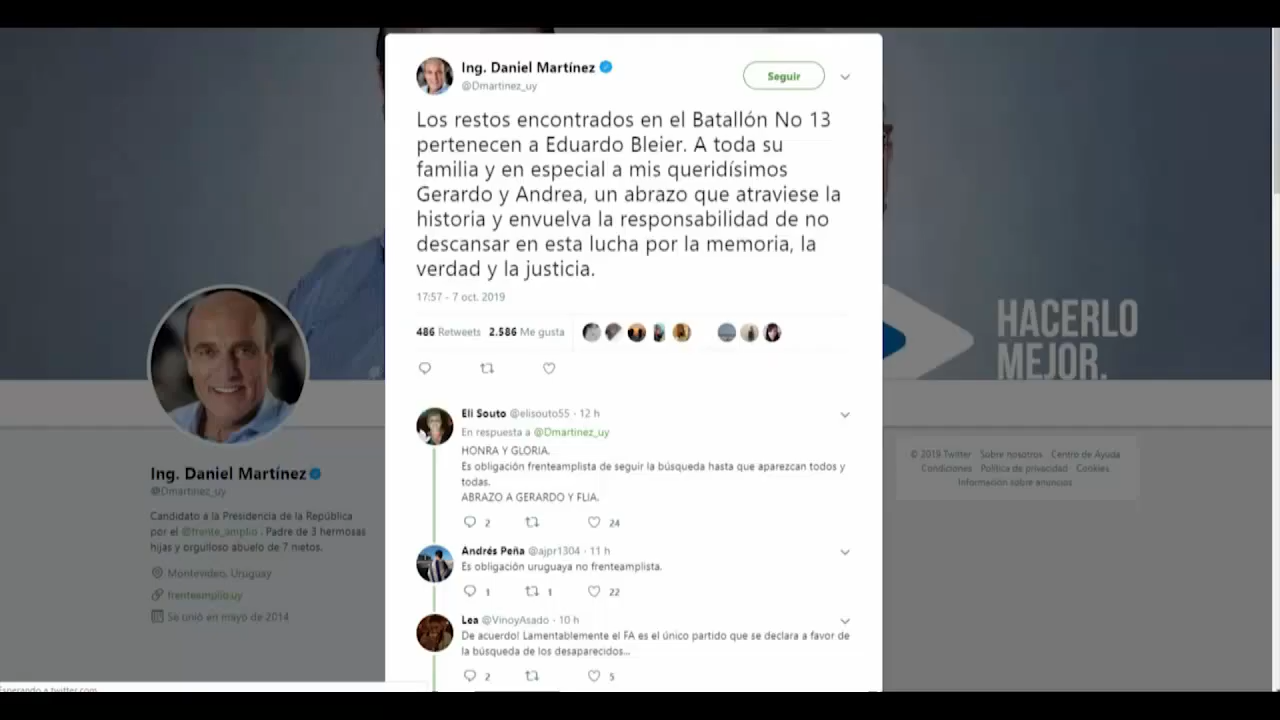 Ing. Daniel Martínez
@Dmartinez_uy
Seguir
Los restos encontrados en el Batallón No 13
pertenecen a Eduardo Bleier. A toda su
familia y en especial a mis queridísimos
Gerardo y Andrea, un abrazo que atraviese la
historia y envuelva la responsabilidad de no
descansar en esta lucha por la memoria, la
verdad y la justicia.
17:57 - 7 oct. 2019
486 Retweets 2.586 Me gusta
Eli Souto @elisouto55 · 12 h
En respuesta a @Dmartinez_uy
HONRA Y GLORIA.
Es obligación frenteamplista de seguir la búsqueda hasta que aparezcan todos y
todas.
ABRAZO A GERARDO Y FLIA.
2 24
Andrés Peña @ajpr1304 · 11 h
Es obligación uruguaya no frenteamplista.
1 1 22
Lea @VinoyAsado · 10 h
De acuerdo! Lamentablemente el FA es el único partido que se declara a favor de
la búsqueda de los desaparecidos...
2 5
Ing. Daniel Martínez
@Dmartinez_uy
Candidato a la Presidencia de la República
por el @frente_amplio . Padre de 3 hermosas
hijas y orgulloso abuelo de 7 nietos.
Montevideo, Uruguay
frenteamplio.uy
Se unió en mayo de 2014
HACERLO
MEJOR.
© 2019 Twitter Sobre nosotros Centro de Ayuda
Condiciones Política de privacidad Cookies
Información sobre anuncios
Esperando a twitter.com